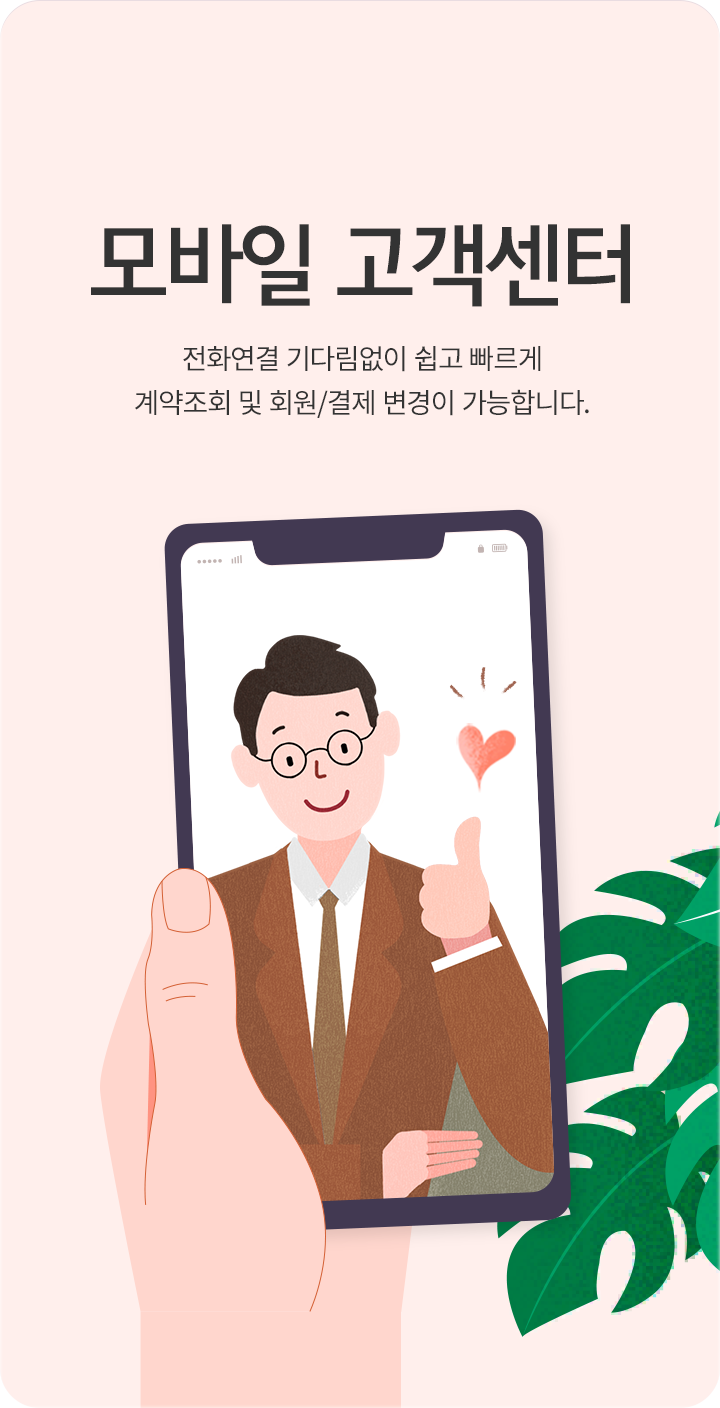 모바일 고객센터
전화연결 기다림없이 쉽고 빠르게
계약조회 및 회원/결제 변경이 가능합니다.